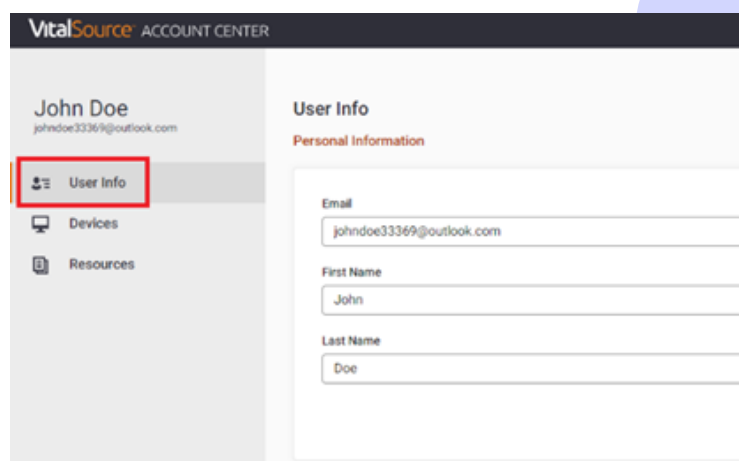 VitalSource ACCOUNT CENTER
John Doe
johndoe33369@outlook.com
User Info
Devices
Resources
User Info
Personal Information
Email
johndoe33369@outlook.com
First Name
John
Last Name
Doe